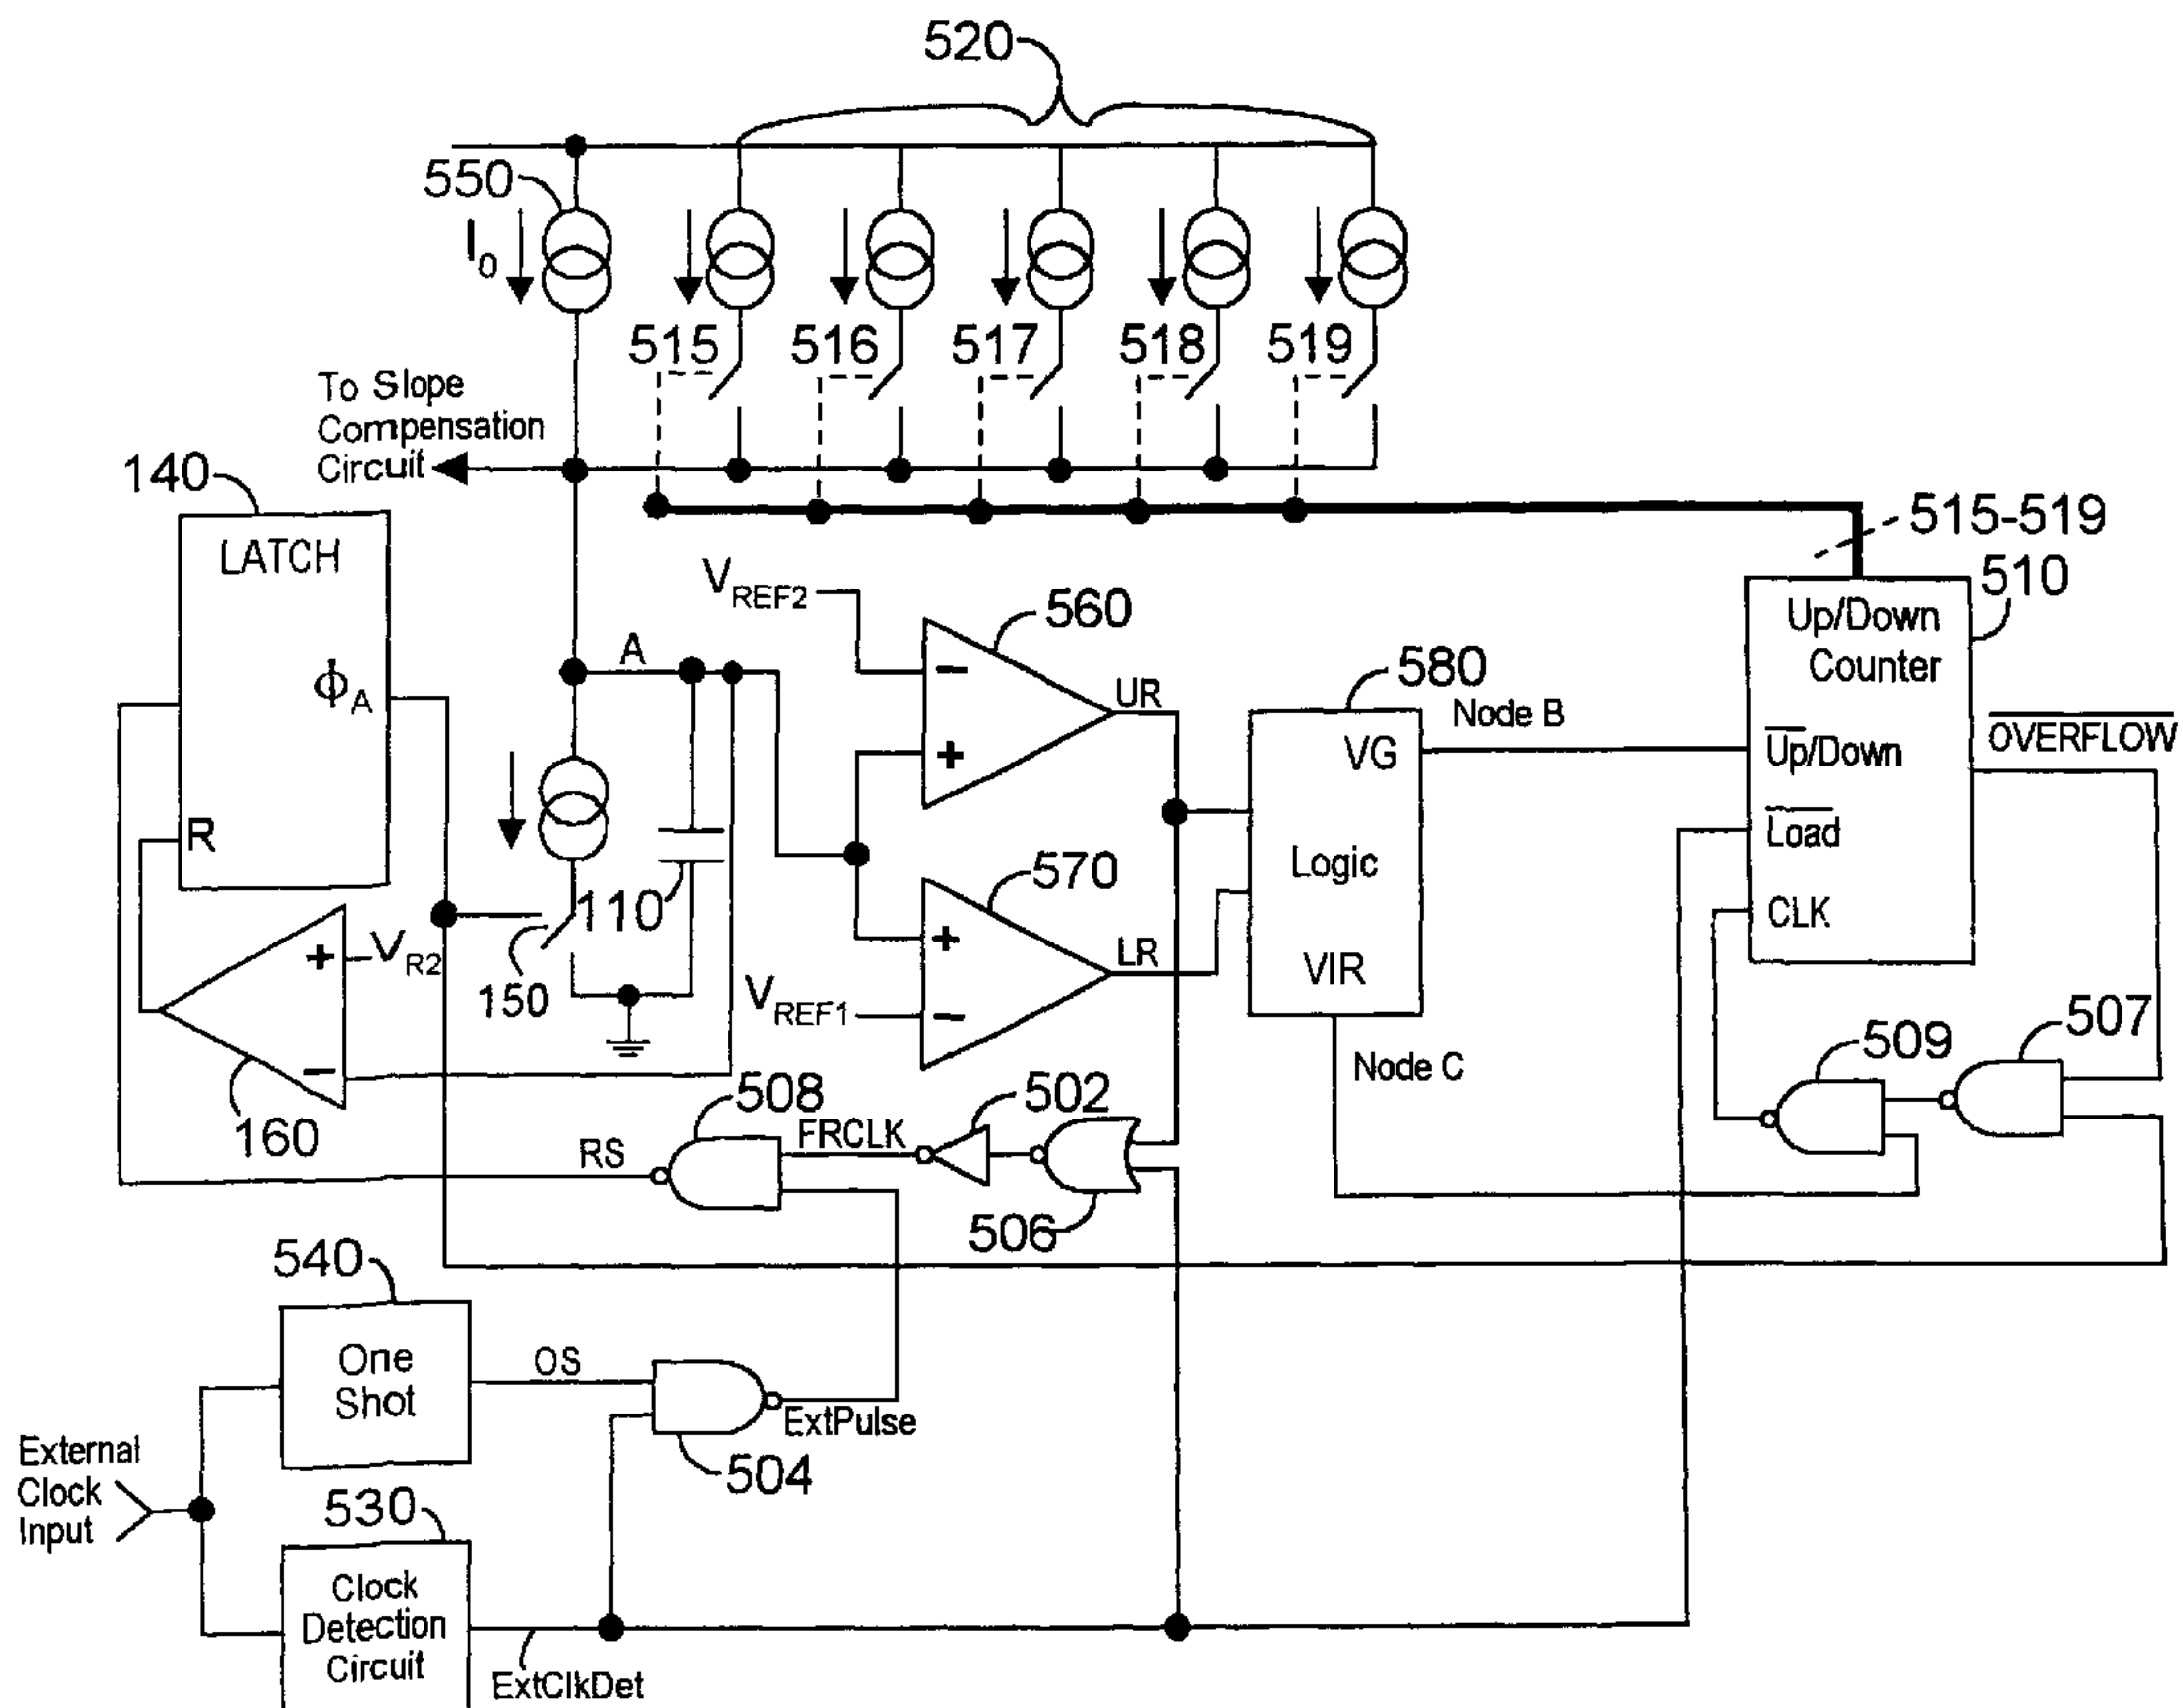 520
550
I0
515
516
517
518
519
To Slope
Compensation
Circuit
140
515-519
LATCH
VREF2
560
510
Up/Down
Counter
A
ΦA
UR
580
Node B
VG
Up/Down
OVERFLOW
R
570
Logic
Load
110
CLK
+
VR2
150
−
+
+
−
VREF1
LR
VIR
−
160
508
502
Node C
509
507
RS
FRCLK
506
540
One
Shot
OS
ExtPulse
504
External
Clock
Input
530
Clock
Detection
Circuit
ExtClkDet